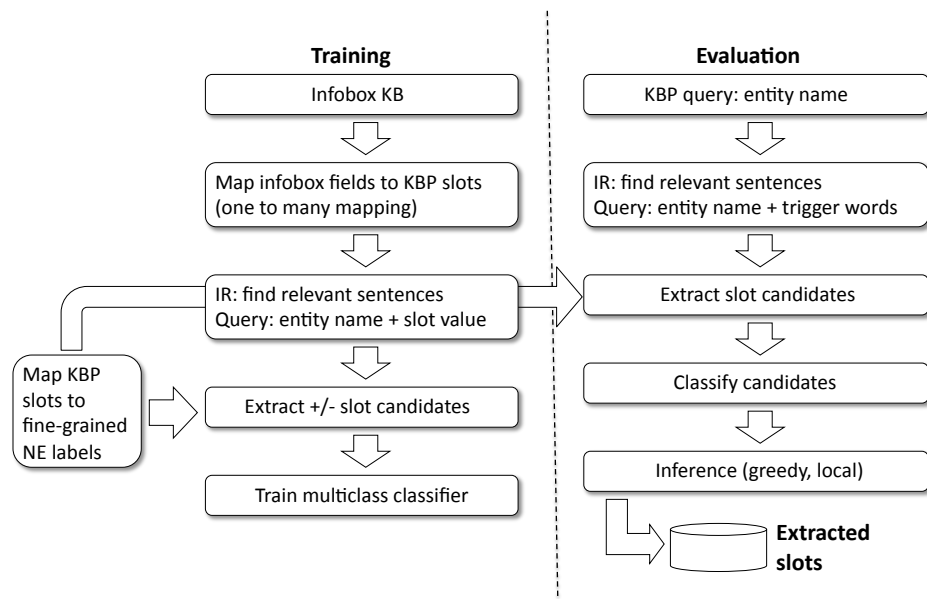 Training
Infobox KB
Map infobox fields to KBP slots
(one to many mapping)
IR: find relevant sentences
Query: entity name + slot value
Map KBP
slots to
fine-grained
NE labels
Extract +/- slot candidates
Train multiclass classifier
Evaluation
KBP query: entity name
IR: find relevant sentences
Query: entity name + trigger words
Extract slot candidates
Classify candidates
Inference (greedy, local)
Extracted
slots